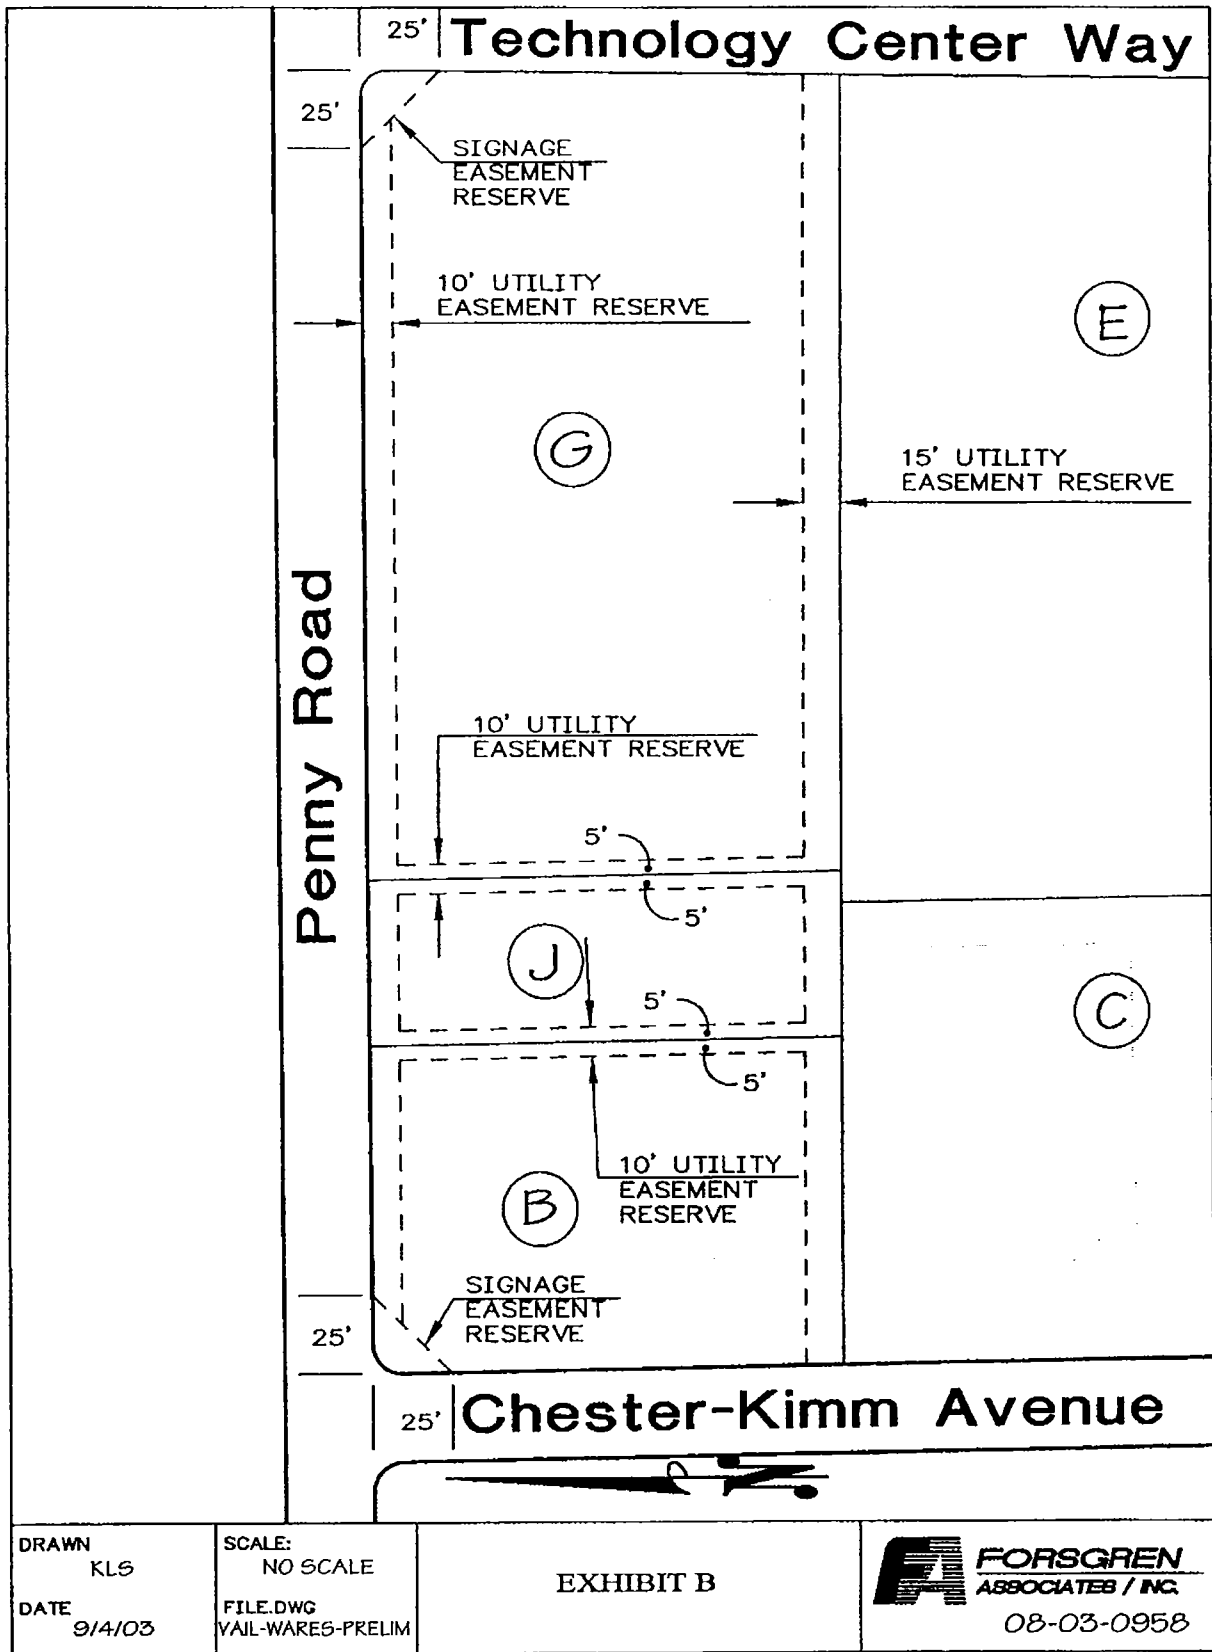 25'
Technology Center Way
25'
SIGNAGE
EASEMENT
RESERVE
10' UTILITY
EASEMENT RESERVE
E
G
15' UTILITY
EASEMENT RESERVE
Penny Road
10' UTILITY
EASEMENT RESERVE
5'
5'
J
5'
C
5'
10' UTILITY
EASEMENT
RESERVE
B
SIGNAGE
EASEMENT
RESERVE
25'
25'
Chester-Kimm Avenue
N
DRAWN
KLS
DATE
9/4/03
SCALE:
NO SCALE
FILE.DWG
VAIL-WARES-PRELIM
EXHIBIT B
FA
FORSGREN
ASSOCIATES / INC.
08-03-0958